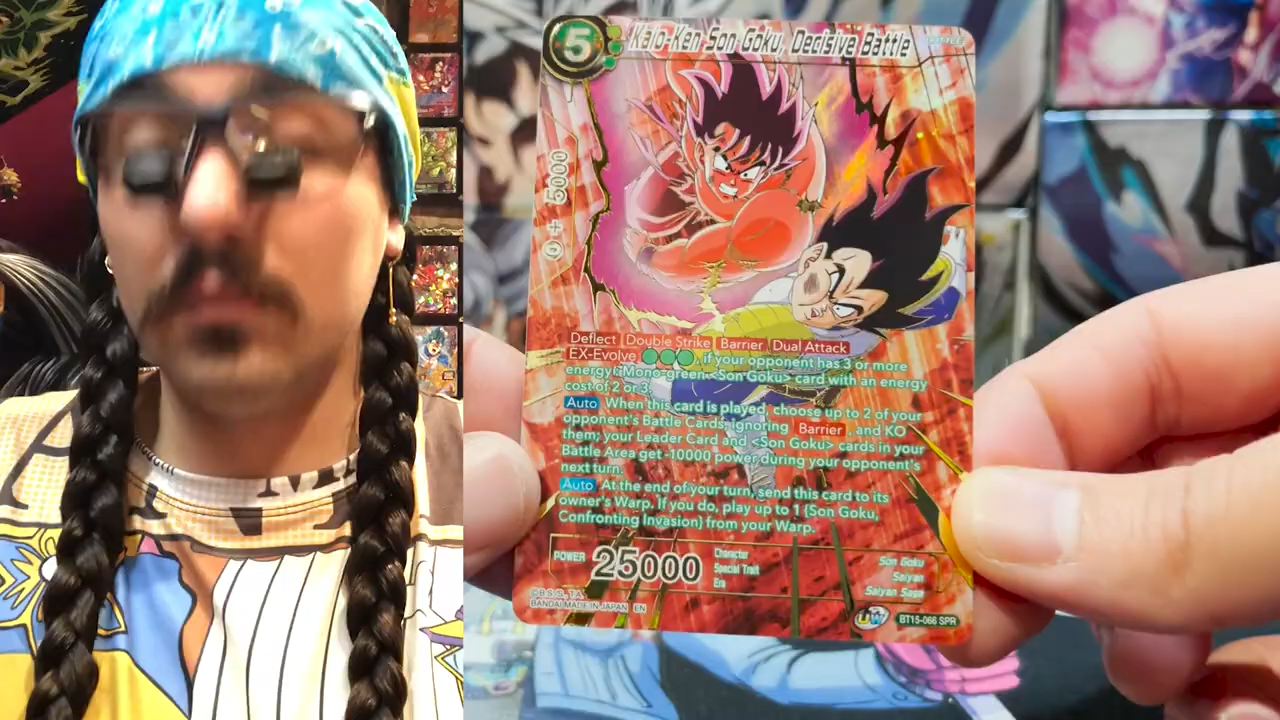 5
Kaio-Ken Son Goku, Decisive Battle
BATTLE
+ 5000
Deflect Double Strike Barrier Dual Attack
EX-Evolve , if your opponent has 3 or more
energy: Mono-green <Son Goku> card with an energy
cost of 2 or 3.
Auto When this card is played, choose up to 2 of your
opponent's Battle Cards, ignoring Barrier, and KO
them; your Leader Card and <Son Goku> cards in your
Battle Area get -10000 power during your opponent's
next turn.
Auto At the end of your turn, send this card to its
owner's Warp. If you do, play up to 1 {Son Goku,
Confronting Invasion} from your Warp.
POWER 25000
Character Son Goku
Special Trait Saiyan
Era Saiyan Saga
©B.S./S., T.A.
BANDAI MADE IN JAPAN EN
UW
BT15-066 SPR